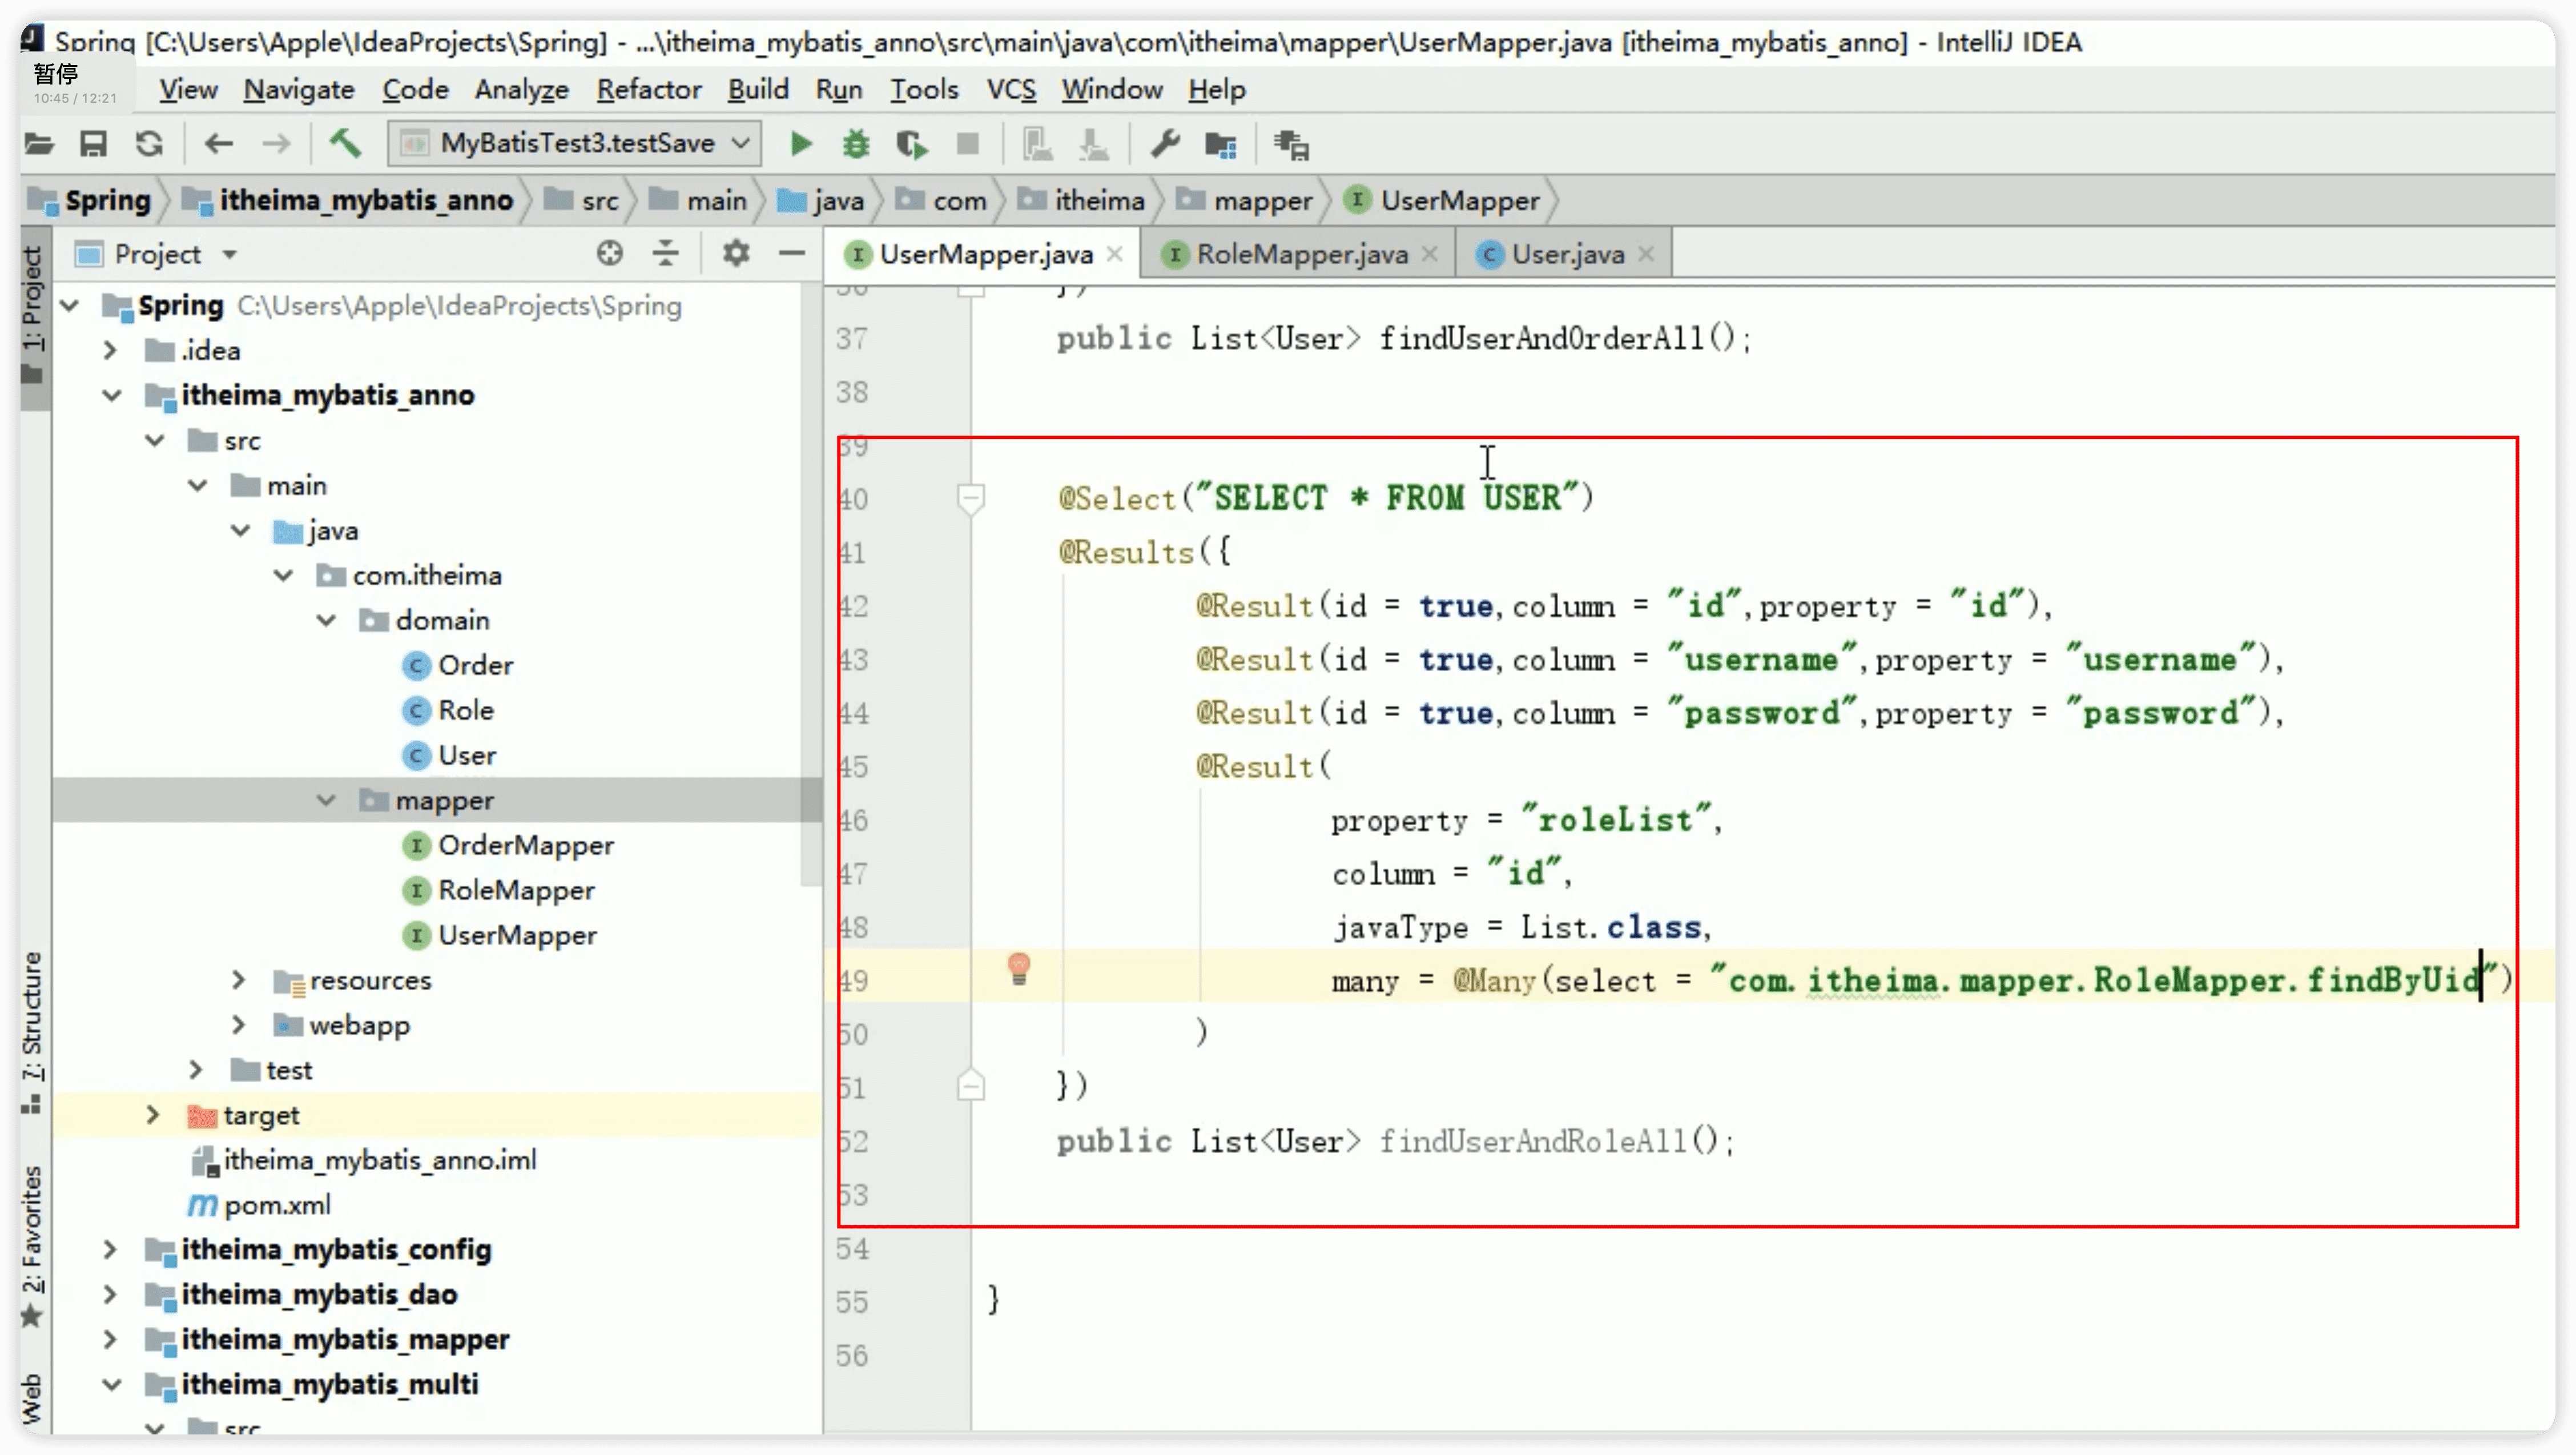 Spring [C:\Users\Apple\IdeaProjects\Spring] - ...\itheima_mybatis_anno\src\main\java\com\itheima\mapper\UserMapper.java [itheima_mybatis_anno] - IntelliJ IDEA
暂停
10:45 / 12:21
View Navigate Code Analyze Refactor Build Run Tools VCS Window Help
MyBatisTest3.testSave
Spring itheima_mybatis_anno src main java com itheima mapper UserMapper
1: Project
7: Structure
2: Favorites
Web
Project
Spring C:\Users\Apple\IdeaProjects\Spring
.idea
itheima_mybatis_anno
src
main
java
com.itheima
domain
Order
Role
User
mapper
OrderMapper
RoleMapper
UserMapper
resources
webapp
test
target
itheima_mybatis_anno.iml
pom.xml
itheima_mybatis_config
itheima_mybatis_dao
itheima_mybatis_mapper
itheima_mybatis_multi
src
UserMapper.java RoleMapper.java User.java
36 })
37 public List<User> findUserAndOrderAll();
38
39
40 @Select("SELECT * FROM USER")
41 @Results({
42 @Result(id = true,column = "id",property = "id"),
43 @Result(id = true,column = "username",property = "username"),
44 @Result(id = true,column = "password",property = "password"),
45 @Result(
46 property = "roleList",
47 column = "id",
48 javaType = List.class,
49 many = @Many(select = "com.itheima.mapper.RoleMapper.findByUid")
50 )
51 })
52 public List<User> findUserAndRoleAll();
53
54
55 }
56